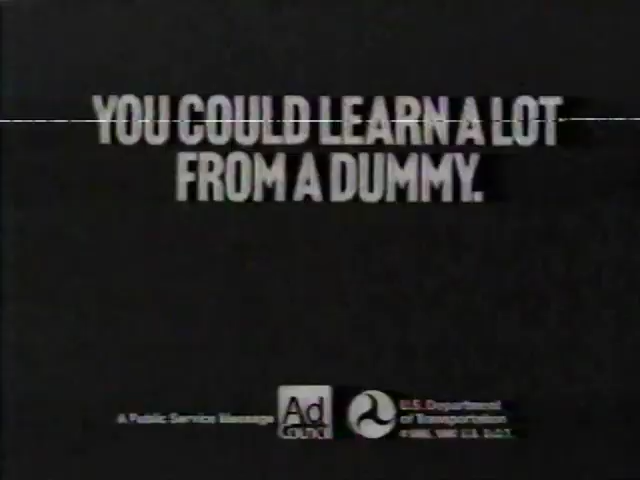 YOU COULD LEARN A LOT
FROM A DUMMY.
A Public Service Message
Ad
Council
U.S. Department
of Transportation
U.S. D.O.T.